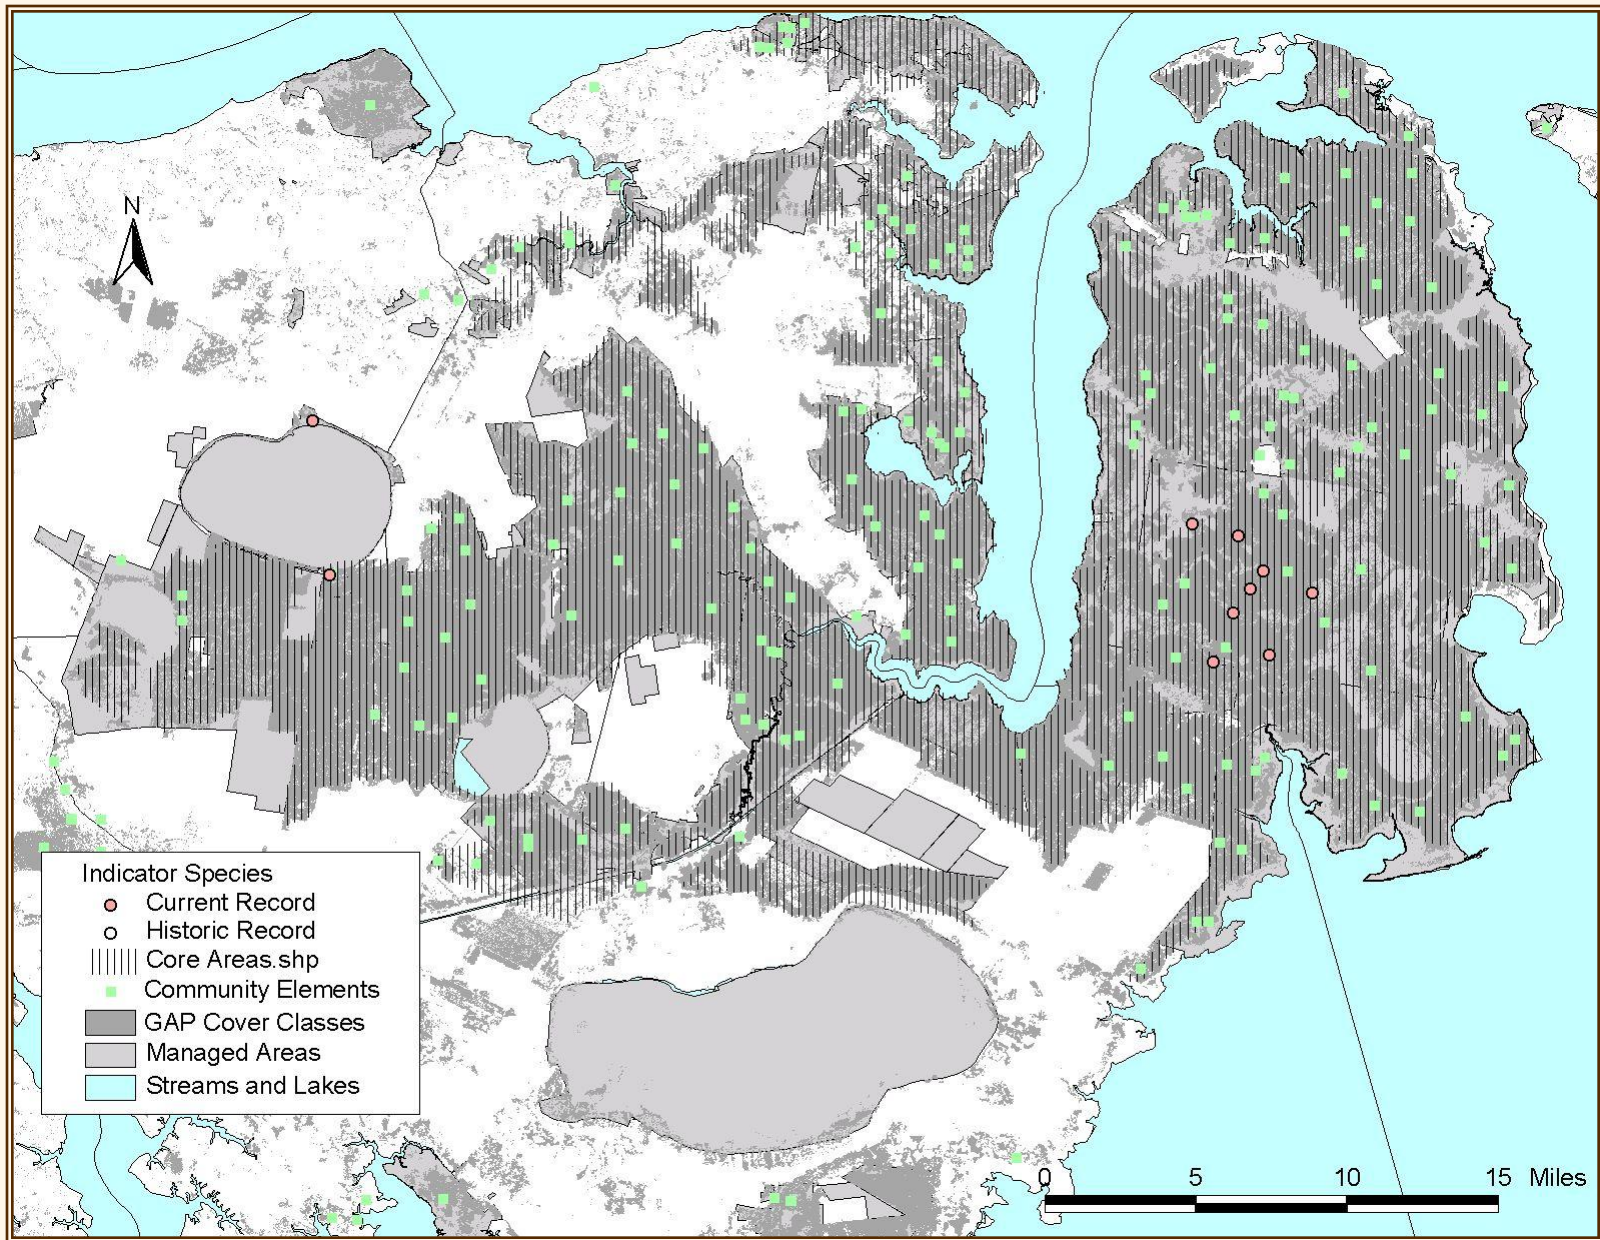 N
Indicator Species
Current Record
Historic Record
Core Areas.shp
Community Elements
GAP Cover Classes
Managed Areas
Streams and Lakes
0 5 10 15 Miles